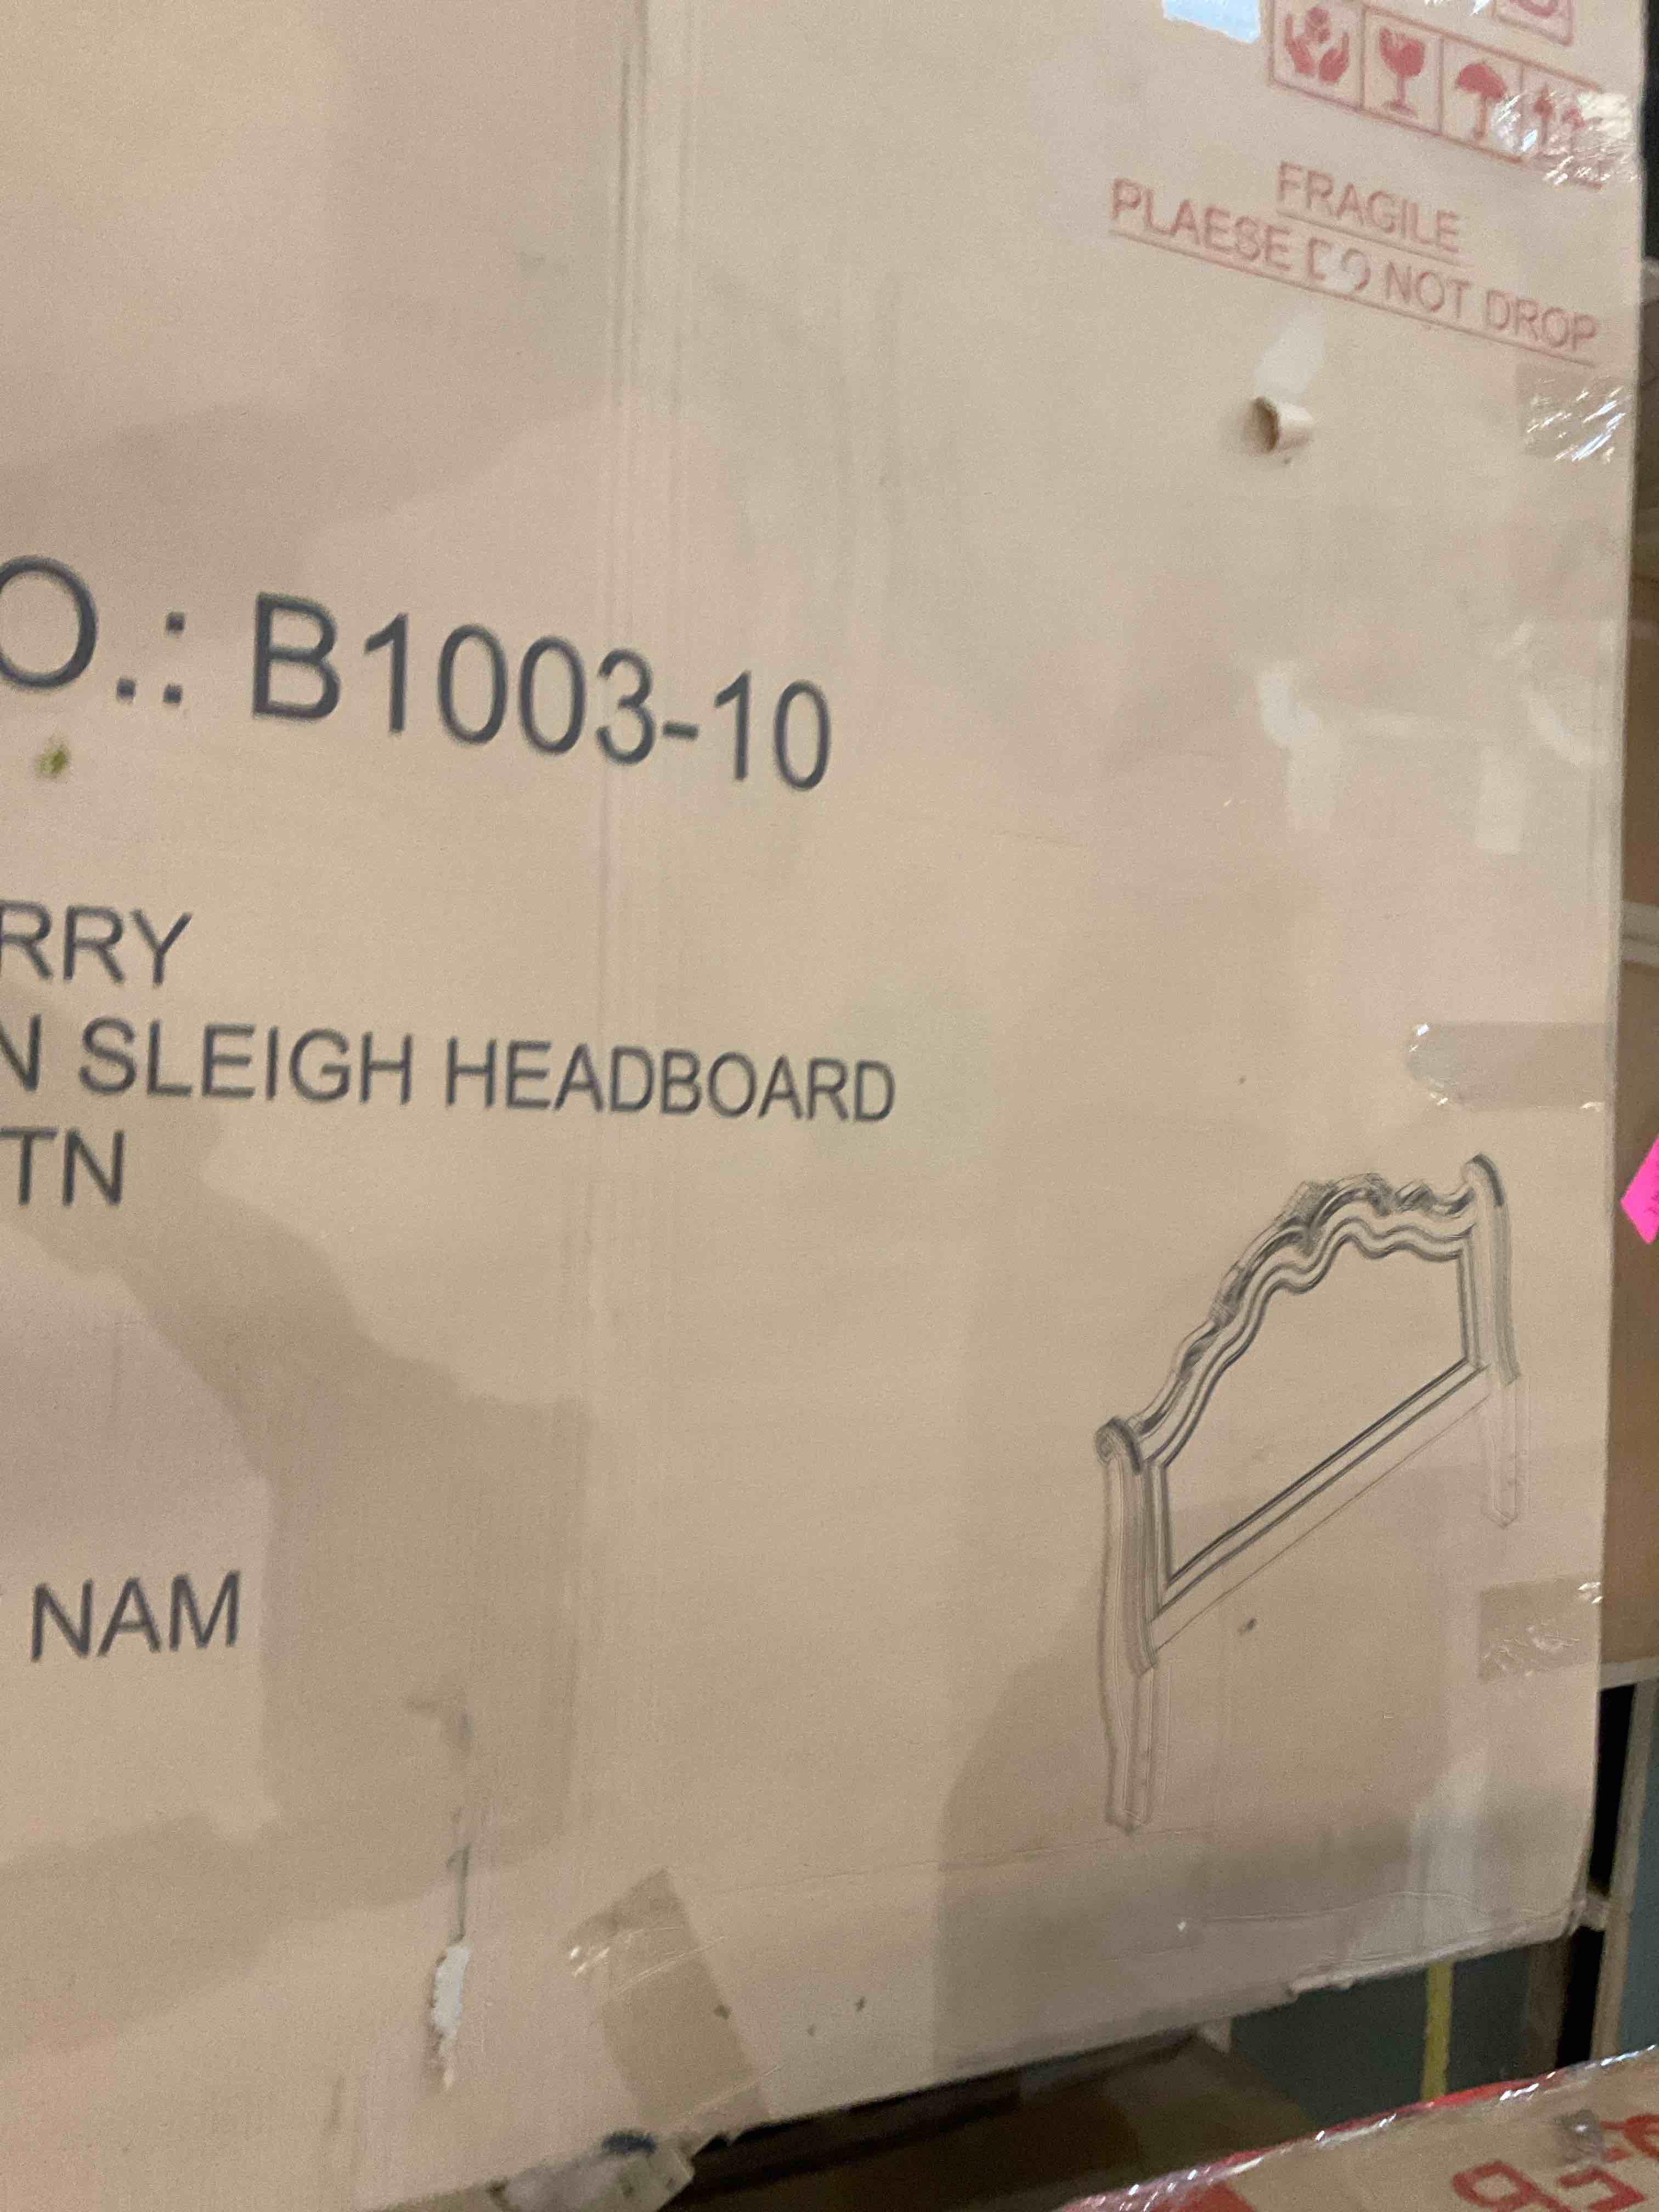 FRAGILE
PLAESE DO NOT DROP
O.: B1003-10
RRY
N SLEIGH HEADBOARD
TN
NAM